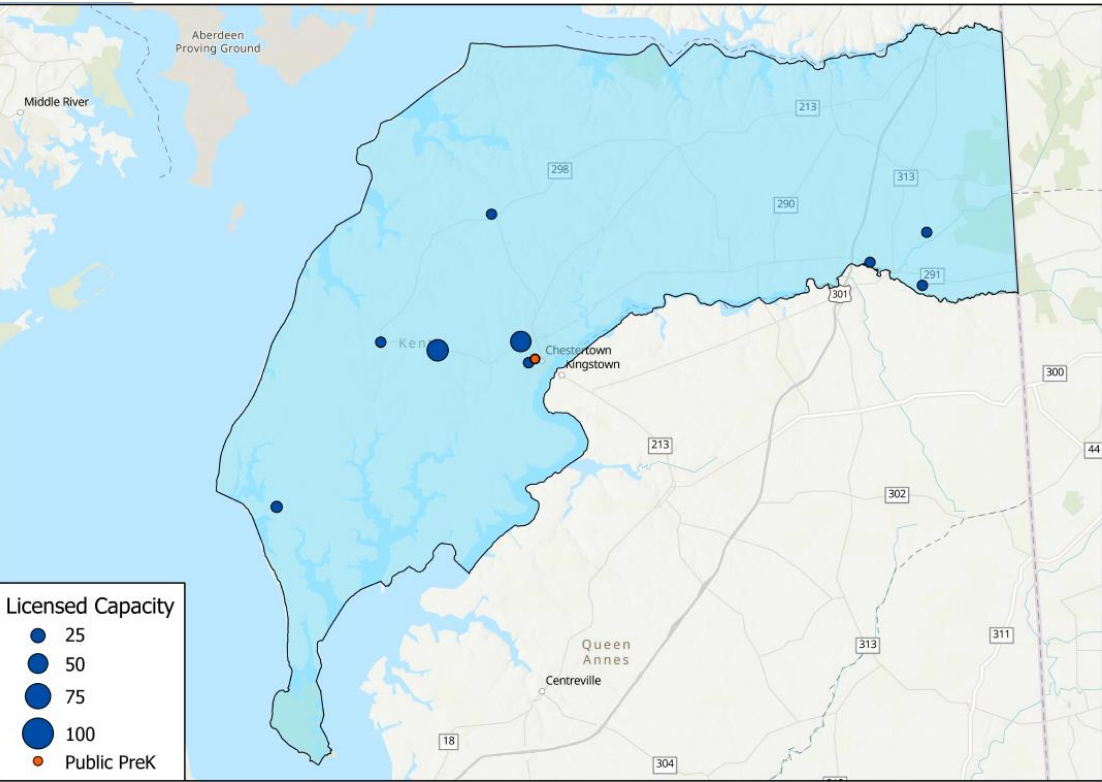 Aberdeen
Proving Ground
Middle River
213
298
313
290
291
301
Kent
Chestertown
Kingstown
300
213
44
302
Queen
Annes
313
311
Centreville
18
304
Licensed Capacity
25
50
75
100
Public PreK